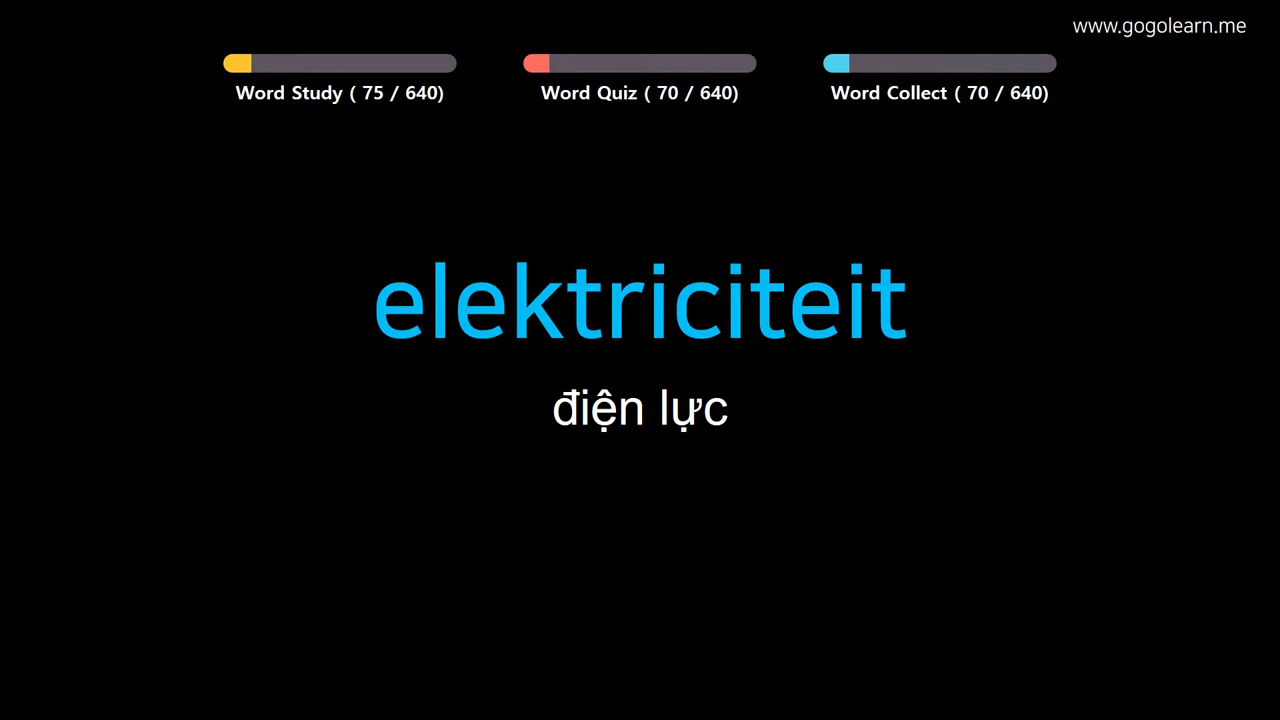 www.gogolearn.me
Word Study ( 75 / 640)
Word Quiz ( 70 / 640)
Word Collect ( 70 / 640)
elektriciteit
điện lực